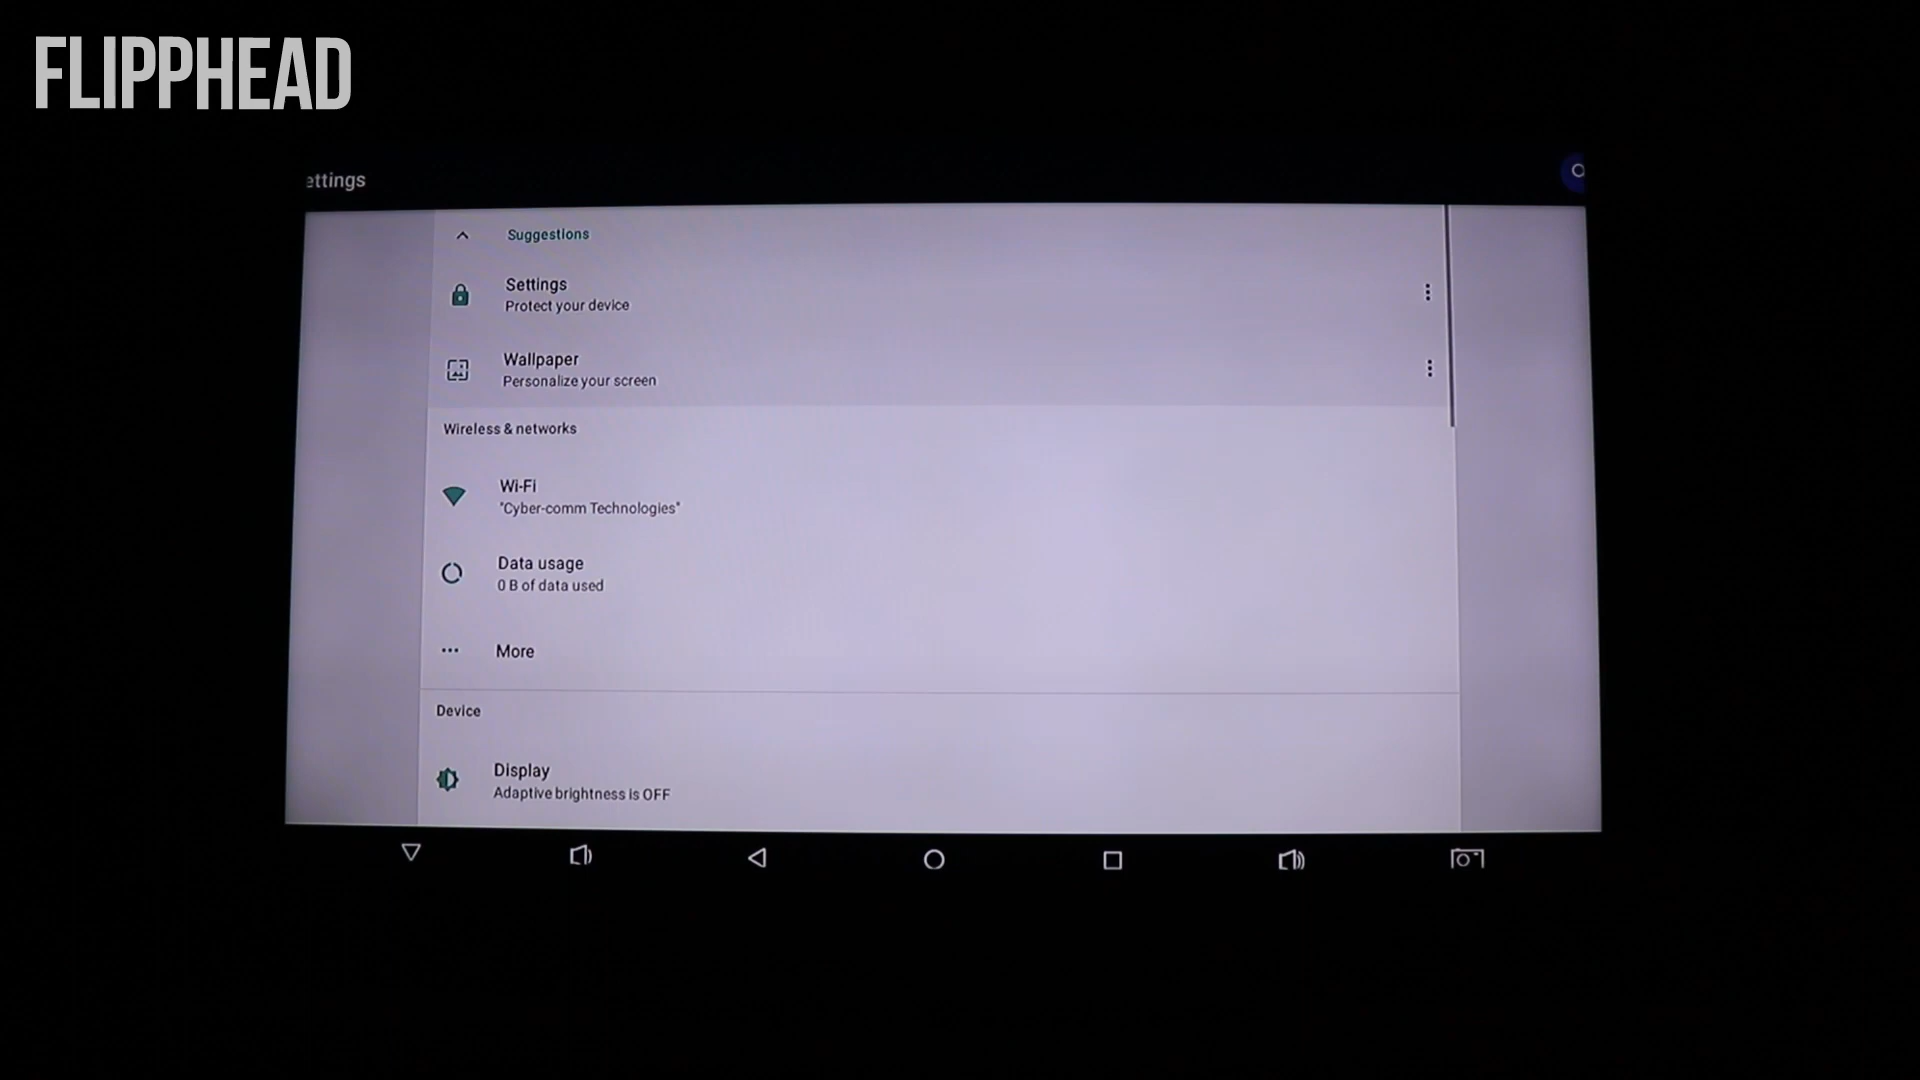 FLIPPHEAD
ettings
Suggestions
Settings
Protect your device
Wallpaper
Personalize your screen
Wireless & networks
Wi-Fi
"Cyber-comm Technologies"
Data usage
0 B of data used
More
Device
Display
Adaptive brightness is OFF